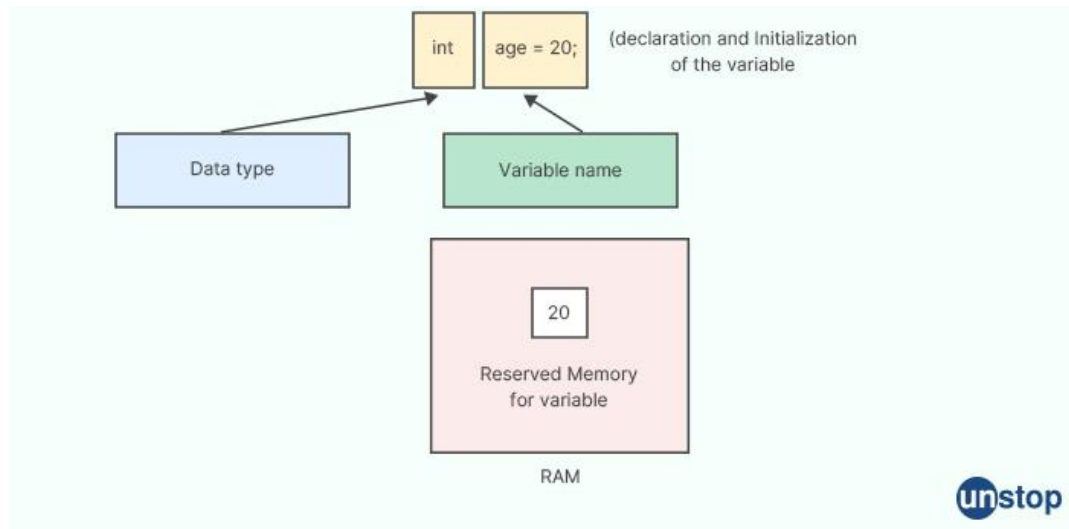 int
age = 20;
(declaration and Initialization
of the variable
Data type
Variable name
20
Reserved Memory
for variable
RAM
unstop